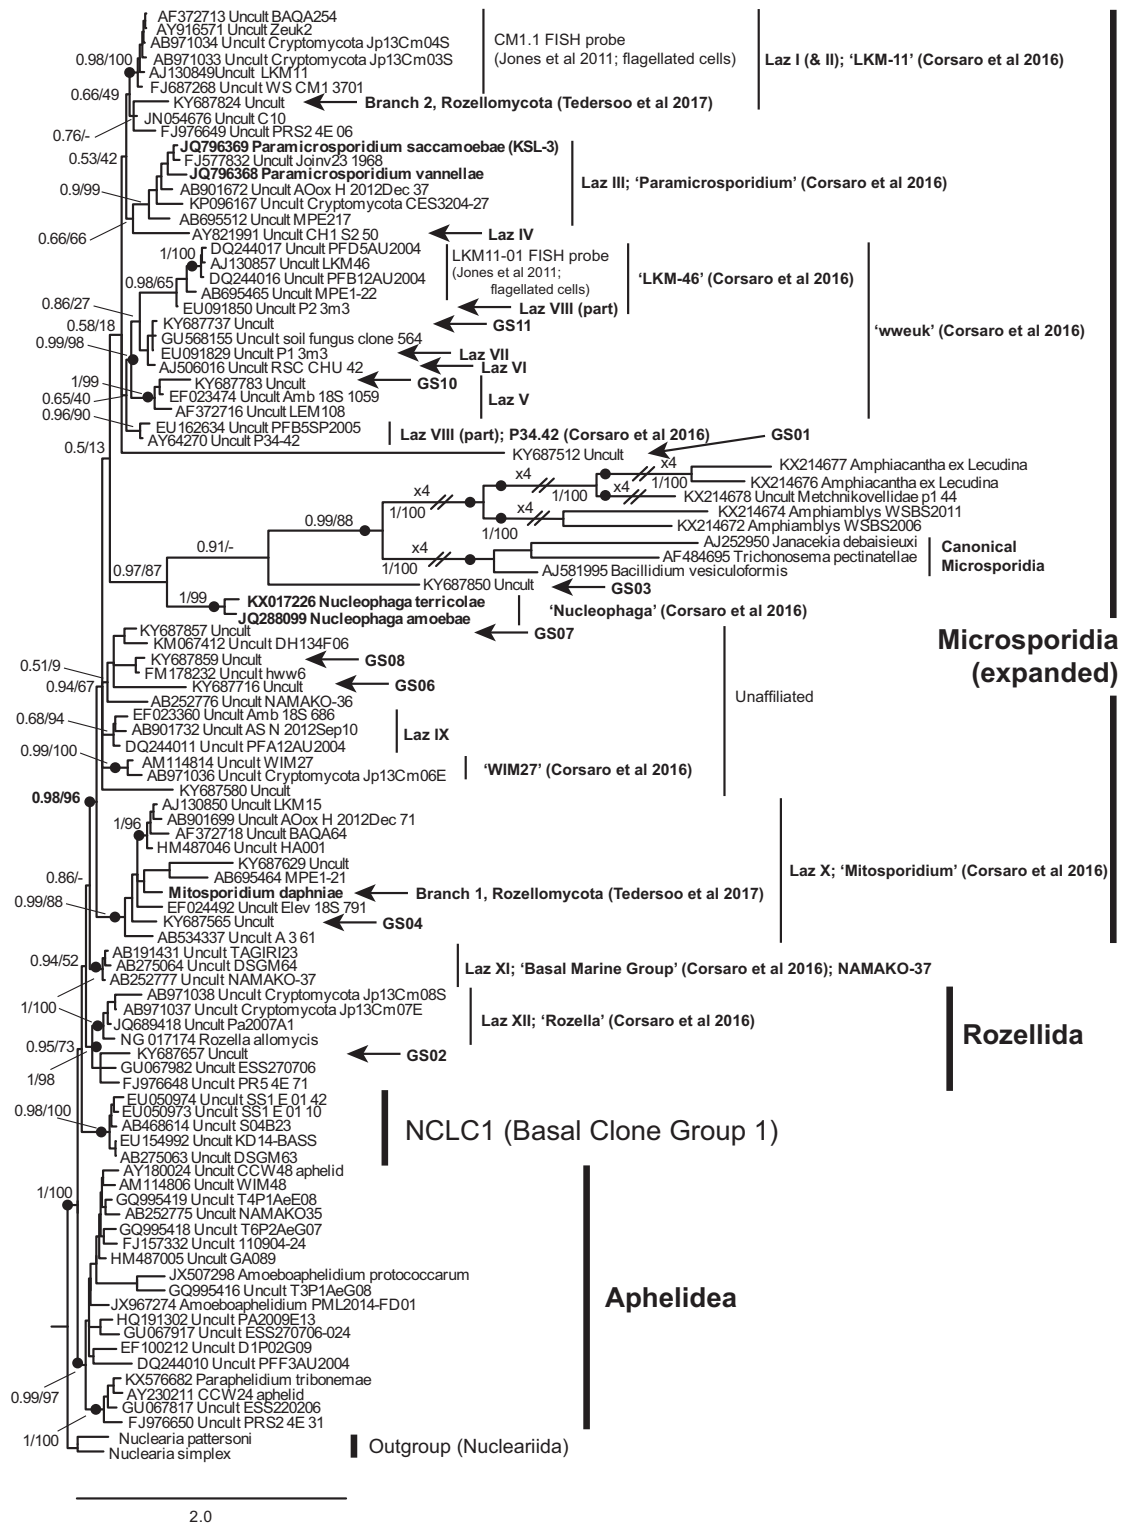 AF372713 Uncult BAQA254
AY916571 Uncult Zeuk2
AB971034 Uncult Cryptomycota Jp13Cm04S
AB971033 Uncult Cryptomycota Jp13Cm03S
AJ130849Uncult LKM11
FJ687268 Uncult WS CM1 3701
CM1.1 FISH probe
(Jones et al 2011; flagellated cells)
Laz I (& II); ‘LKM-11’ (Corsaro et al 2016)
0.98/100
0.66/49
KY687824 Uncult
Branch 2, Rozellomycota (Tedersoo et al 2017)
JN054676 Uncult C10
FJ976649 Uncult PRS2 4E 06
0.76/-
JQ796369 Paramicrosporidium saccamoebae (KSL-3)
FJ577832 Uncult Joinv23 1968
JQ796368 Paramicrosporidium vannellae
AB901672 Uncult AOox H 2012Dec 37
KP096167 Uncult Cryptomycota CES3204-27
AB695512 Uncult MPE217
Laz III; ‘Paramicrosporidium’ (Corsaro et al 2016)
0.53/42
0.9/99
0.66/66
AY821991 Uncult CH1 S2 50
Laz IV
DQ244017 Uncult PFD5AU2004
AJ130857 Uncult LKM46
DQ244016 Uncult PFB12AU2004
AB695465 Uncult MPE1-22
EU091850 Uncult P2 3m3
LKM11-01 FISH probe
(Jones et al 2011;
flagellated cells)
‘LKM-46’ (Corsaro et al 2016)
Laz VIII (part)
1/100
0.98/65
0.86/27
0.58/18
KY687737 Uncult
GS11
GU568155 Uncult soil fungus clone 564
EU091829 Uncult P1 3m3
Laz VII
AJ506016 Uncult RSC CHU 42
Laz VI
‘wweuk’ (Corsaro et al 2016)
0.99/98
1/99
KY687783 Uncult
GS10
EF023474 Uncult Amb 18S 1059
AF372716 Uncult LEM108
Laz V
0.65/40
0.96/90
EU162634 Uncult PFB5SP2005
AY64270 Uncult P34-42
Laz VIII (part); P34.42 (Corsaro et al 2016)
0.5/13
KY687512 Uncult
GS01
x4
x4
KX214677 Amphiacantha ex Lecudina
KX214676 Amphiacantha ex Lecudina
KX214678 Uncult Metchnikovellidae p1 44
KX214674 Amphiamblys WSBS2011
KX214672 Amphiamblys WSBS2006
x4
1/100
1/100
x4
1/100
x4
1/100
0.99/88
AJ252950 Janacekia debaisieuxi
AF484695 Trichonosema pectinatellae
AJ581995 Bacillidium vesiculoformis
Canonical
Microsporidia
x4
1/100
0.91/-
0.97/87
KY687850 Uncult
GS03
1/99
KX017226 Nucleophaga terricolae
JQ288099 Nucleophaga amoebae
‘Nucleophaga’ (Corsaro et al 2016)
KY687857 Uncult
GS07
KM067412 Uncult DH134F06
KY687859 Uncult
GS08
FM178232 Uncult hww6
KY687716 Uncult
GS06
AB252776 Uncult NAMAKO-36
Microsporidia
(expanded)
0.51/9
0.94/67
0.68/94
EF023360 Uncult Amb 18S 686
AB901732 Uncult AS N 2012Sep10
DQ244011 Uncult PFA12AU2004
Laz IX
Unaffiliated
0.99/100
AM114814 Uncult WIM27
AB971036 Uncult Cryptomycota Jp13Cm06E
‘WIM27’ (Corsaro et al 2016)
KY687580 Uncult
0.98/96
AJ130850 Uncult LKM15
AB901699 Uncult AOox H 2012Dec 71
AF372718 Uncult BAQA64
HM487046 Uncult HA001
1/96
KY687629 Uncult
AB695464 MPE1-21
Mitosporidium daphniae
Branch 1, Rozellomycota (Tedersoo et al 2017)
EF024492 Uncult Elev 18S 791
KY687565 Uncult
GS04
AB534337 Uncult A 3 61
Laz X; ‘Mitosporidium’ (Corsaro et al 2016)
0.86/-
0.99/88
AB191431 Uncult TAGIRI23
AB275064 Uncult DSGM64
AB252777 Uncult NAMAKO-37
Laz XI; ‘Basal Marine Group’ (Corsaro et al 2016); NAMAKO-37
0.94/52
1/100
AB971038 Uncult Cryptomycota Jp13Cm08S
AB971037 Uncult Cryptomycota Jp13Cm07E
JQ689418 Uncult Pa2007A1
NG 017174 Rozella allomycis
Laz XII; ‘Rozella’ (Corsaro et al 2016)
Rozellida
0.95/73
KY687657 Uncult
GS02
GU067982 Uncult ESS270706
FJ976648 Uncult PR5 4E 71
1/98
0.98/100
EU050974 Uncult SS1 E 01 42
EU050973 Uncult SS1 E 01 10
AB468614 Uncult S04B23
EU154992 Uncult KD14-BASS
AB275063 Uncult DSGM63
NCLC1 (Basal Clone Group 1)
1/100
AY180024 Uncult CCW48 aphelid
AM114806 Uncult WIM48
GQ995419 Uncult T4P1AeE08
AB252775 Uncult NAMAKO35
GQ995418 Uncult T6P2AeG07
FJ157332 Uncult 110904-24
HM487005 Uncult GA089
JX507298 Amoeboaphelidium protococcarum
GQ995416 Uncult T3P1AeG08
JX967274 Amoeboaphelidium PML2014-FD01
HQ191302 Uncult PA2009E13
GU067917 Uncult ESS270706-024
EF100212 Uncult D1P02G09
DQ244010 Uncult PFF3AU2004
KX576682 Paraphelidium tribonemae
AY230211 CCW24 aphelid
GU067817 Uncult ESS220206
FJ976650 Uncult PRS2 4E 31
Aphelidea
0.99/97
1/100
Nuclearia pattersoni
Nuclearia simplex
Outgroup (Nucleariida)
2.0